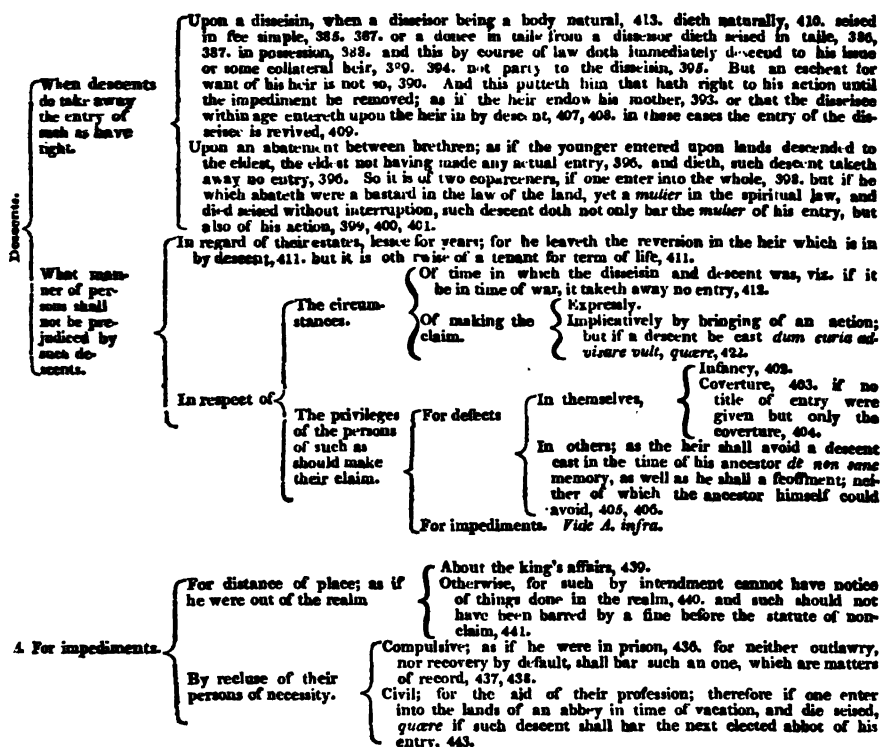 Descents.
When descents
do take away
the entry of
such as have
right.
Upon a disseisin, when a disseisor being a body natural, 413. dieth naturally, 410. seised
in fee simple, 385. 387. or a donee in taile from a disseisor dieth seised in taile, 386,
387. in possession, 388. and this by course of law doth immediately descend to his issue
or some collateral heir, 389. 394. not party to the disseisin, 395. But an escheat for
want of his heir is not so, 390. And this putteth him that hath right to his action until
the impediment be removed; as if the heir endow his mother, 393. or that the disseisee
within age entereth upon the heir in by descent, 407, 408. in these cases the entry of the dis-
seisee is revived, 409.
Upon an abatement between brethren; as if the younger entered upon lands descended to
the eldest, the eldest not having made any actual entry, 396. and dieth, such descent taketh
away no entry, 396. So it is of two coparceners, if one enter into the whole, 398. but if he
which abateth were a bastard in the law of the land, yet a mulier in the spiritual law, and
died seised without interruption, such descent doth not only bar the mulier of his entry, but
also of his action, 399, 400, 401.
What man-
ner of per-
sons shall
not be pre-
judiced by
such de-
scents.
In regard of their estates, lessee for years; for he leaveth the reversion in the heir which is in
by descent, 411. but it is oth rwise of a tenant for term of life, 411.
In respect of
The circum-
stances.
Of time in which the disseisin and descent was, viz. if it
be in time of war, it taketh away no entry, 412.
Of making the
claim.
Expresly.
Implicatively by bringing of an action;
but if a descent be cast dum curia ad-
visare vult, quære, 422.
The privileges
of the persons
of such as
should make
their claim.
For defects
In themselves,
Infancy, 402.
Coverture, 403. if no
title of entry were
given but only the
coverture, 404.
In others; as the heir shall avoid a descent
cast in the time of his ancestor de non sane
memory, as well as he shall a feoffment; nei-
ther of which the ancestor himself could
avoid, 405, 406.
For impediments. Vide A. infra.
A. For impediments.
For distance of place; as if
he were out of the realm
About the king's affairs, 439.
Otherwise, for such by intendment cannot have notice
of things done in the realm, 440. and such should not
have been barred by a fine before the statute of non-
claim, 441.
By recluse of their
persons of necessity.
Compulsive; as if he were in prison, 436. for neither outlawry,
nor recovery by default, shall bar such an one, which are matters
of record, 437, 438.
Civil; for the aid of their profession; therefore if one enter
into the lands of an abbey in time of vacation, and die seised,
quære if such descent shall bar the next elected abbot of his
entry, 443.